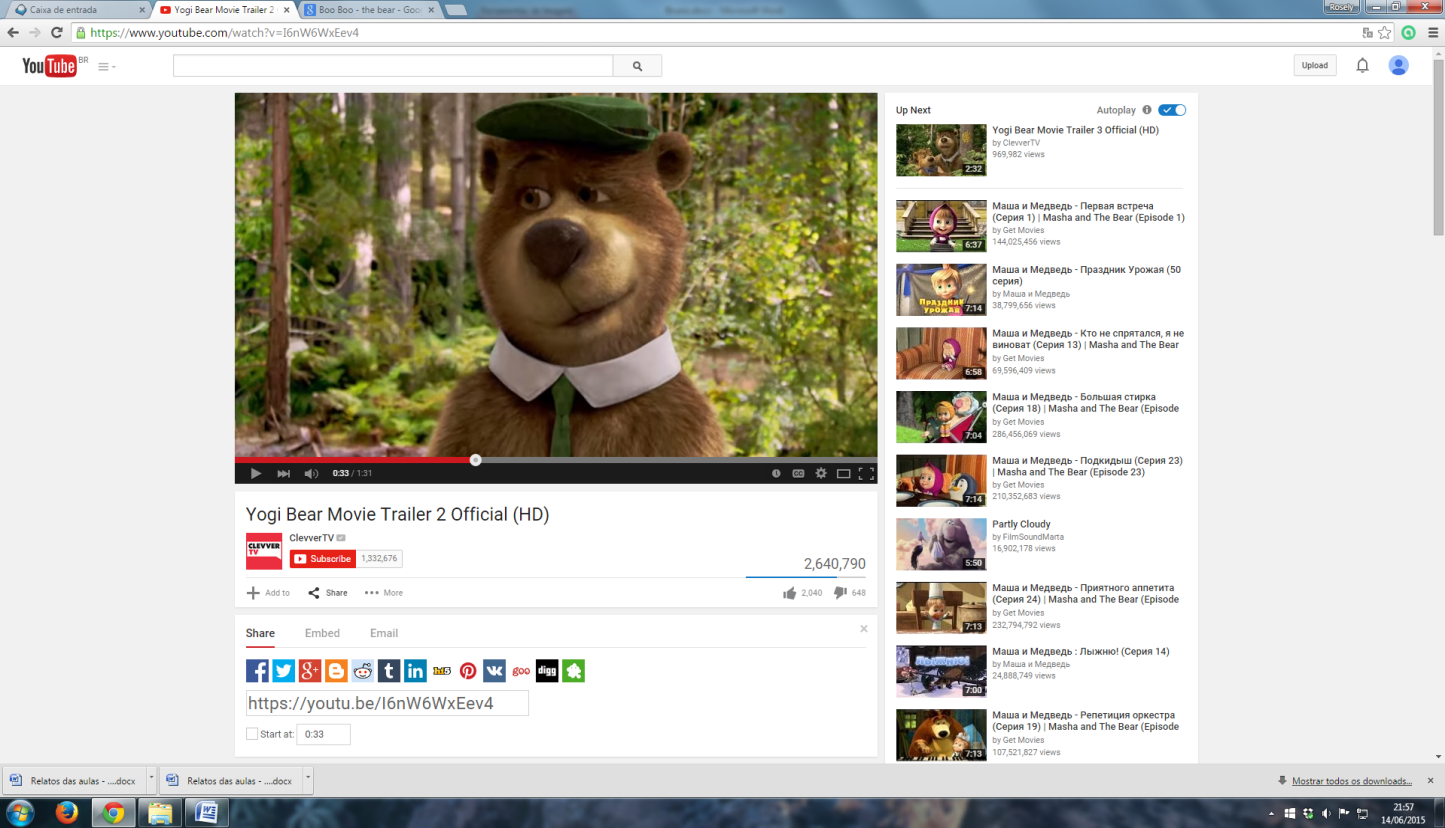 Caixa de entrada
Yogi Bear Movie Trailer 2
Boo Boo - the bear - Goo
Rosely
https://www.youtube.com/watch?v=I6nW6WxEev4
YouTube BR
Upload
Up Next
Autoplay
Yogi Bear Movie Trailer 3 Official (HD)
by ClevverTV
969,982 views
2:32
Маша и Медведь - Первая встреча
(Серия 1) | Masha and The Bear (Episode 1)
by Get Movies
144,025,456 views
6:37
Маша и Медведь - Праздник Урожая (50
серия)
by Маша и Медведь
38,799,656 views
ПРАЗДНИК
УРОЖАЯ
7:14
Маша и Медведь - Кто не спрятался, я не
виноват (Серия 13) | Masha and The Bear
by Get Movies
69,596,409 views
6:58
Маша и Медведь - Большая стирка
(Серия 18) | Masha and The Bear (Episode
by Get Movies
286,456,069 views
7:04
Маша и Медведь - Подкидыш (Серия 23)
| Masha and The Bear (Episode 23)
by Get Movies
210,352,683 views
7:14
Partly Cloudy
by FilmSoundMarta
16,902,178 views
5:50
Маша и Медведь - Приятного аппетита
(Серия 24) | Masha and The Bear (Episode
by Get Movies
232,794,792 views
7:13
Маша и Медведь : Лыжню! (Серия 14)
by Маша и Медведь
24,888,749 views
7:00
Маша и Медведь - Репетиция оркестра
(Серия 19) | Masha and The Bear (Episode
by Get Movies
107,521,827 views
7:13
0:33 / 1:31
CC
Yogi Bear Movie Trailer 2 Official (HD)
CLEVVER
TV
ClevverTV
Subscribe 1,332,676
2,640,790
Add to Share More
2,040 648
Share Embed Email
goo
digg
https://youtu.be/I6nW6WxEev4
Start at: 0:33
Relatos das aulas - ....docx
Relatos das aulas - ....docx
Mostrar todos os downloads...
21:57
14/06/2015